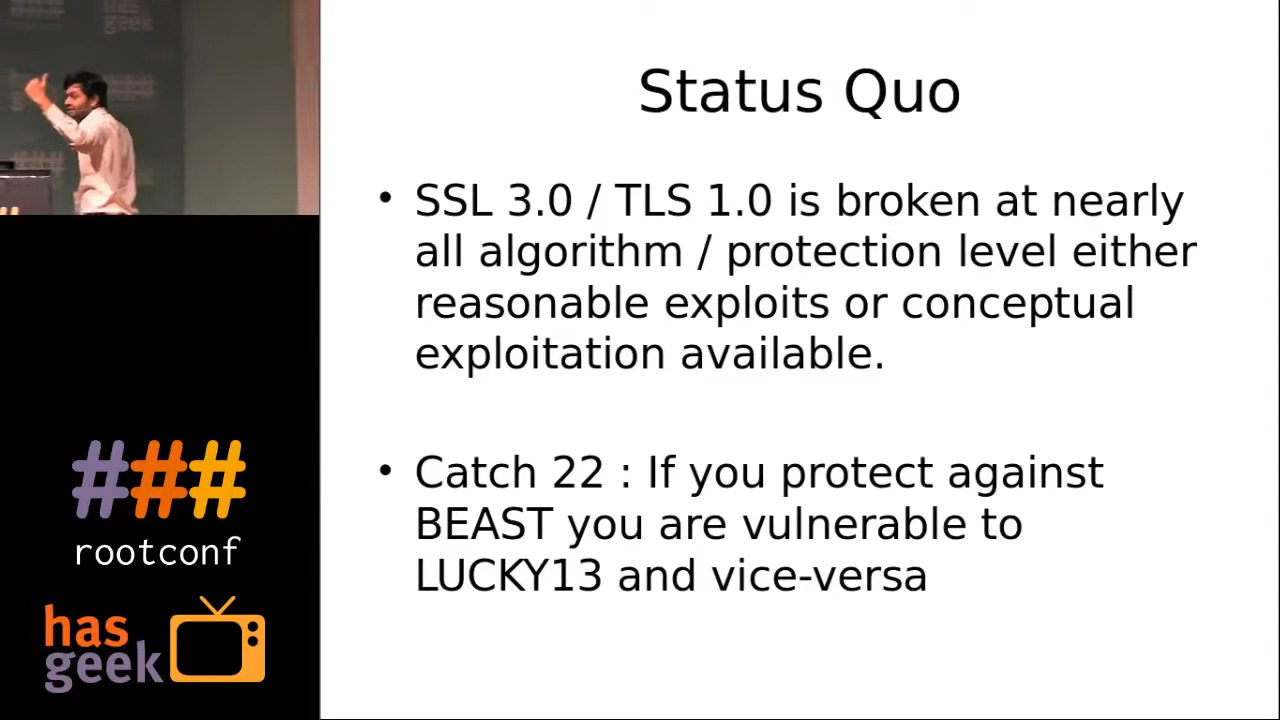 Status Quo
• SSL 3.0 / TLS 1.0 is broken at nearly
all algorithm / protection level either
reasonable exploits or conceptual
exploitation available.
• Catch 22 : If you protect against
BEAST you are vulnerable to
LUCKY13 and vice-versa
###
rootconf
has
geek